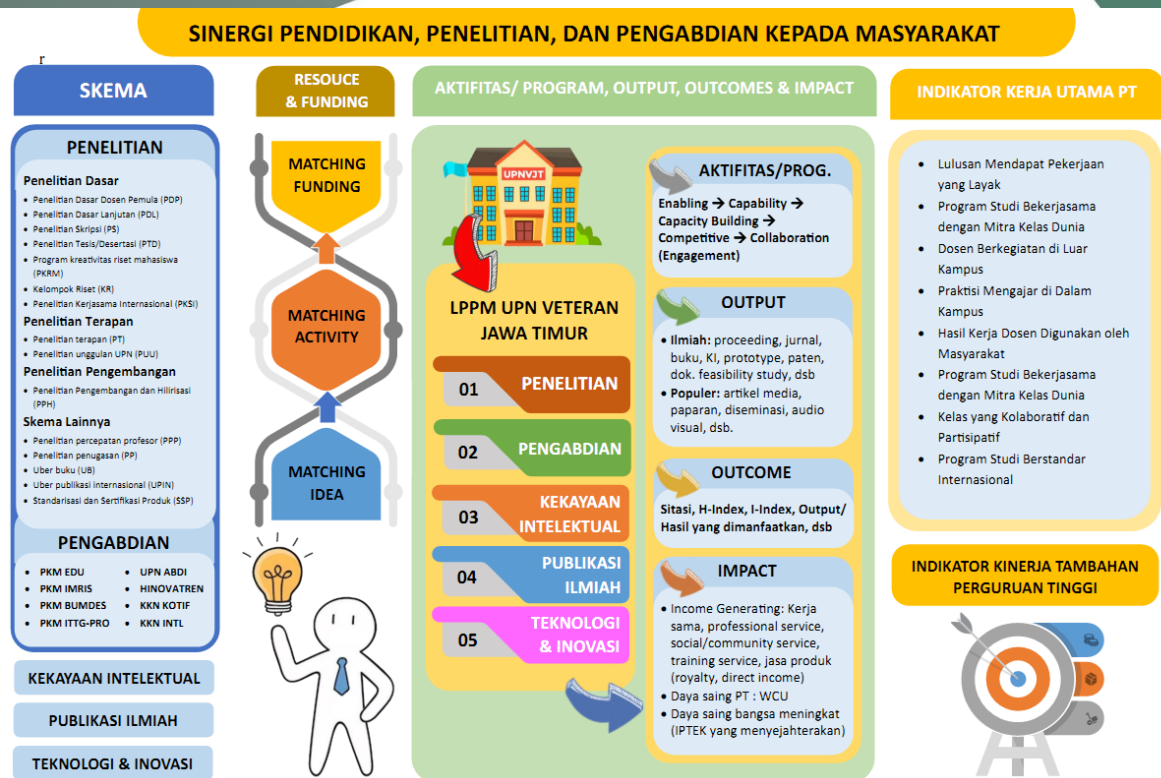 SINERGI PENDIDIKAN, PENELITIAN, DAN PENGABDIAN KEPADA MASYARAKAT
r
SKEMA
PENELITIAN
Penelitian Dasar
• Penelitian Dasar Dosen Pemula (PDP)
• Penelitian Dasar Lanjutan (PDL)
• Penelitian Skripsi (PS)
• Penelitian Tesis/Desertasi (PTD)
• Program kreativitas riset mahasiswa
(PKRM)
• Kelompok Riset (KR)
• Penelitian Kerjasama Internasional (PKSI)
Penelitian Terapan
• Penelitian terapan (PT)
• Penelitian unggulan UPN (PUU)
Penelitian Pengembangan
• Penelitian Pengembangan dan Hilirisasi
(PPH)
Skema Lainnya
• Penelitian percepatan profesor (PPP)
• Penelitian penugasan (PP)
• Uber buku (UB)
• Uber publikasi internasional (UPIN)
• Standarisasi dan Sertifikasi Produk (SSP)
PENGABDIAN
• PKM EDU
• PKM IMRIS
• PKM BUMDES
• PKM ITTG-PRO
• UPN ABDI
• HINOVATREN
• KKN KOTIF
• KKN INTL
KEKAYAAN INTELEKTUAL
PUBLIKASI ILMIAH
TEKNOLOGI & INOVASI
RESOUCE
& FUNDING
MATCHING
FUNDING
MATCHING
ACTIVITY
MATCHING
IDEA
AKTIFITAS/ PROGRAM, OUTPUT, OUTCOMES & IMPACT
UPNVJT
LPPM UPN VETERAN
JAWA TIMUR
01 PENELITIAN
02 PENGABDIAN
03 KEKAYAAN
INTELEKTUAL
04 PUBLIKASI
ILMIAH
05 TEKNOLOGI
& INOVASI
AKTIFITAS/PROG.
Enabling → Capability →
Capacity Building →
Competitive → Collaboration
(Engagement)
OUTPUT
• Ilmiah: proceeding, jurnal,
buku, KI, prototype, paten,
dok. feasibility study, dsb
• Populer: artikel media,
paparan, diseminasi, audio
visual, dsb.
OUTCOME
Sitasi, H-Index, I-Index, Output/
Hasil yang dimanfaatkan, dsb
IMPACT
• Income Generating: Kerja
sama, professional service,
social/community service,
training service, jasa produk
(royalty, direct income)
• Daya saing PT : WCU
• Daya saing bangsa meningkat
(IPTEK yang menyejahterakan)
INDIKATOR KERJA UTAMA PT
• Lulusan Mendapat Pekerjaan
yang Layak
• Program Studi Bekerjasama
dengan Mitra Kelas Dunia
• Dosen Berkegiatan di Luar
Kampus
• Praktisi Mengajar di Dalam
Kampus
• Hasil Kerja Dosen Digunakan oleh
Masyarakat
• Program Studi Bekerjasama
dengan Mitra Kelas Dunia
• Kelas yang Kolaboratif dan
Partisipatif
• Program Studi Berstandar
Internasional
INDIKATOR KINERJA TAMBAHAN
PERGURUAN TINGGI